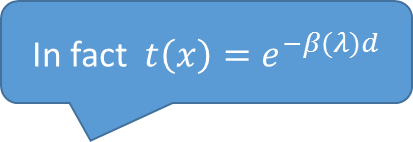 In fact t(x) = e^{-β(λ)d}